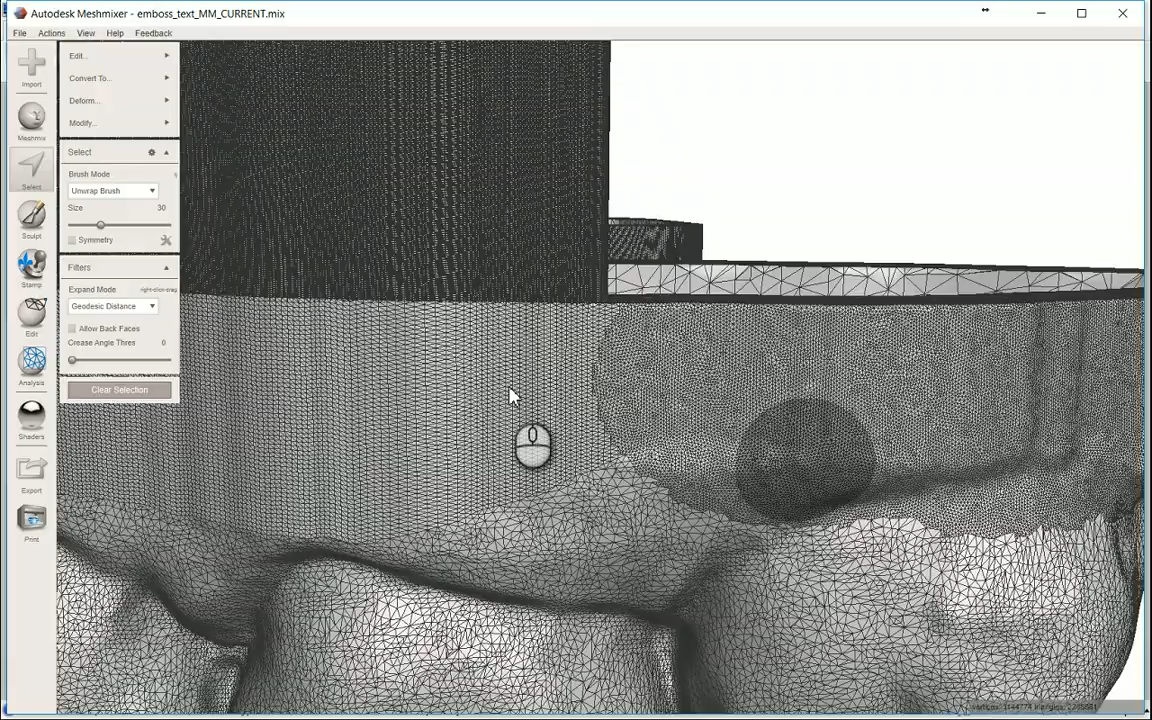 Autodesk Meshmixer - emboss_text_MM_CURRENT.mix
File Actions View Help Feedback
Import
Meshmix
Select
Sculpt
Stamp
Edit
Analysis
Shaders
Export
Print
Edit...
Convert To...
Deform...
Modify...
Select
Brush Mode
Unwrap Brush
Size 30
Symmetry
Filters
Expand Mode right-click-drag
Geodesic Distance
Allow Back Faces
Crease Angle Thres 0
Clear Selection